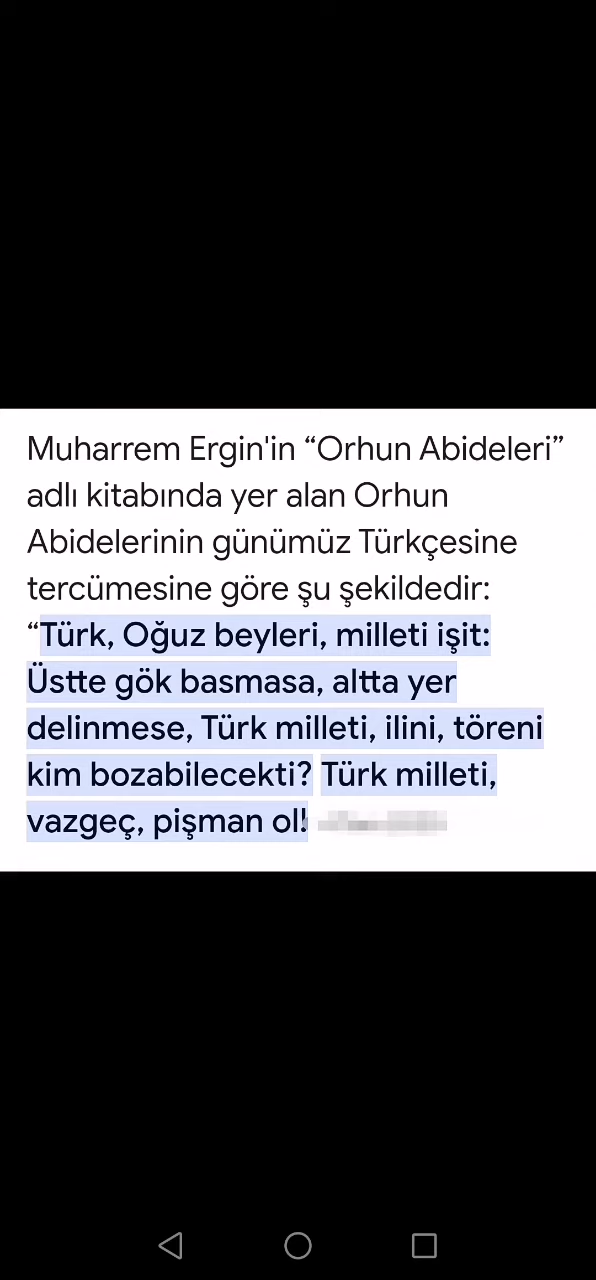 Muharrem Ergin'in “Orhun Abideleri”
adlı kitabında yer alan Orhun
Abidelerinin günümüz Türkçesine
tercümesine göre şu şekildedir:
“Türk, Oğuz beyleri, milleti işit:
Üstte gök basmasa, altta yer
delinmese, Türk milleti, ilini, töreni
kim bozabilecekti? Türk milleti,
vazgeç, pişman ol!